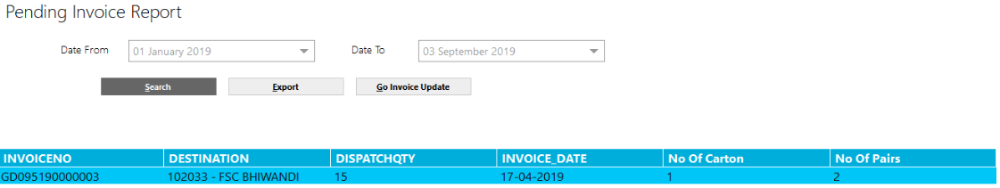 Pending Invoice Report
Date From 01 January 2019 Date To 03 September 2019
Search Export Go Invoice Update
INVOICENO DESTINATION DISPATCHQTY INVOICE_DATE No Of Carton No Of Pairs
GD095190000003 102033 - FSC BHIWANDI 15 17-04-2019 1 2